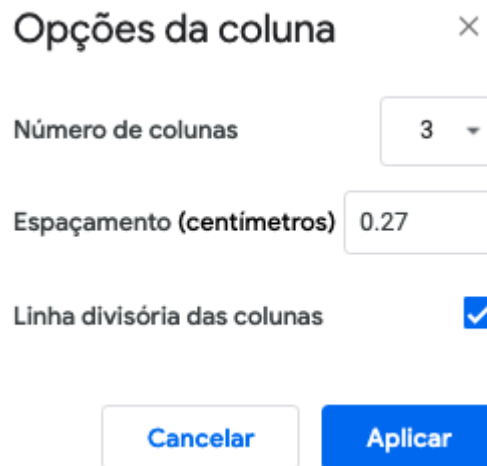 Opções da coluna
Número de colunas 3
Espaçamento (centímetros) 0.27
Linha divisória das colunas
Cancelar Aplicar